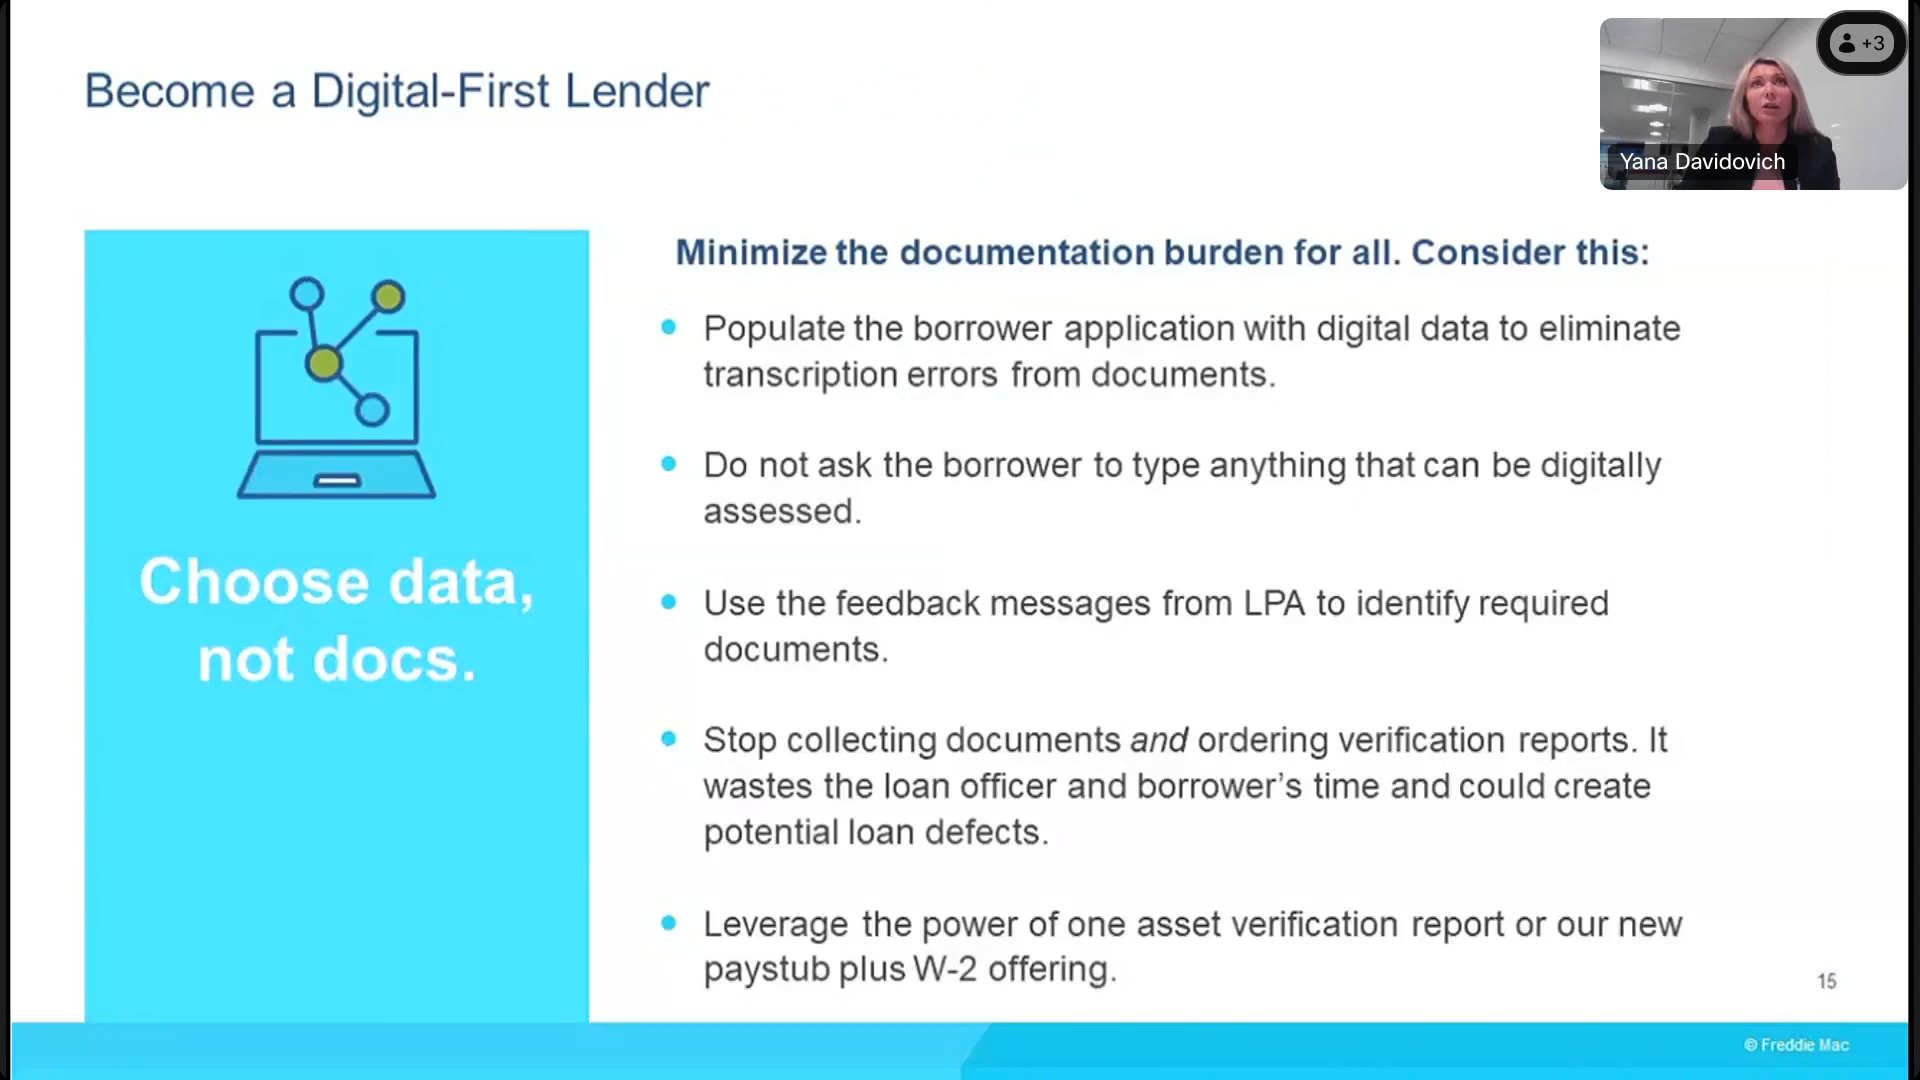 Become a Digital-First Lender
+3
Yana Davidovich
Choose data,
not docs.
Minimize the documentation burden for all. Consider this:
Populate the borrower application with digital data to eliminate
transcription errors from documents.
Do not ask the borrower to type anything that can be digitally
assessed.
Use the feedback messages from LPA to identify required
documents.
Stop collecting documents and ordering verification reports. It
wastes the loan officer and borrower’s time and could create
potential loan defects.
Leverage the power of one asset verification report or our new
paystub plus W-2 offering.
15
© Freddie Mac